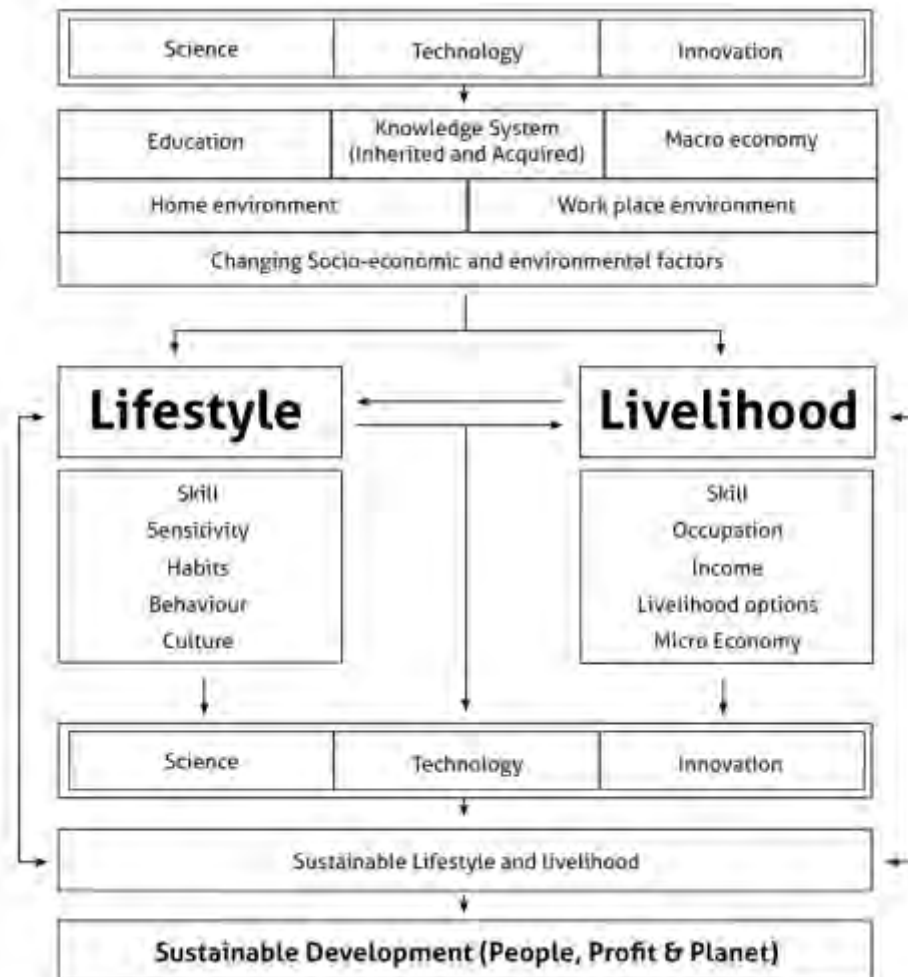 Science
Technology
Innovation
Education
Knowledge System
(Inherited and Acquired)
Macro economy
Home environment
Work place environment
Changing Socio-economic and environmental factors
Lifestyle
Livelihood
Skill
Sensitivity
Habits
Behaviour
Culture
Skill
Occupation
Income
Livelihood options
Micro Economy
Science
Technology
Innovation
Sustainable Lifestyle and livelihood
Sustainable Development (People, Profit & Planet)